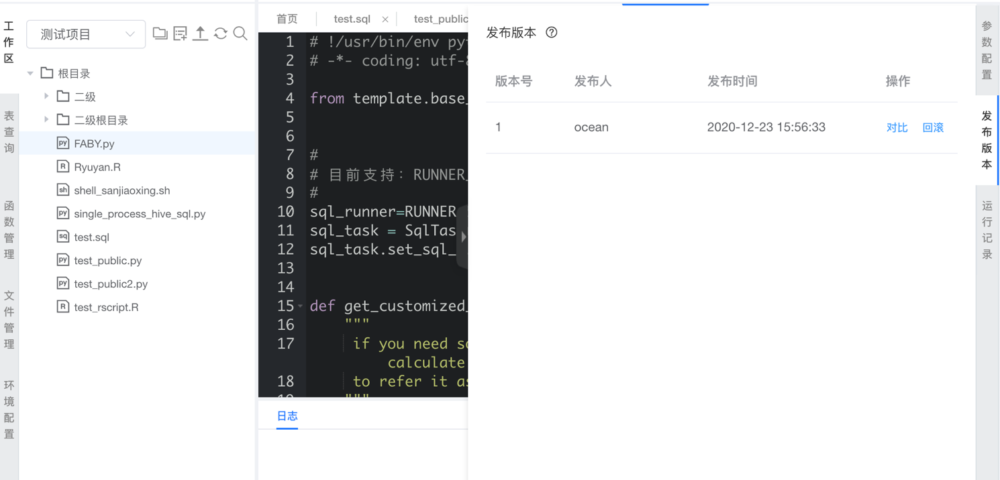 工作区
表查询
函数管理
文件管理
环境配置
测试项目
根目录
二级
二级根目录
py FABY.py
R Ryuyan.R
sh shell_sanjiaoxing.sh
py single_process_hive_sql.py
sq test.sql
py test_public.py
py test_public2.py
R test_rscript.R
首页 test.sql × test_public
1 # !/usr/bin/env py
2 # -*- coding: utf-8
3
4 from template.base_
5
6
7 #
8 # 目前支持: RUNNER_
9 #
10 sql_runner=RUNNER
11 sql_task = SqlTas
12 sql_task.set_sql_
13
14
15 def get_customized_
16 """
17 if you need so
calculate
18 to refer it as
19 """
日志
发布版本 ?
版本号 发布人 发布时间 操作
1 ocean 2020-12-23 15:56:33 对比 回滚
参数配置
发布版本
运行记录